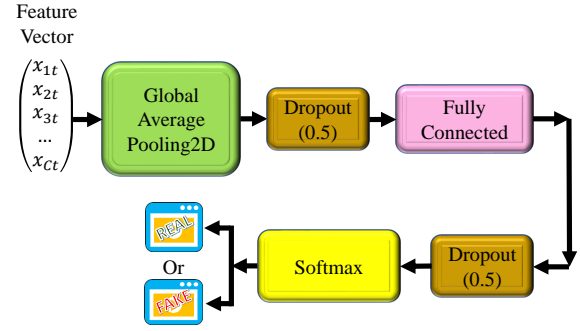 Feature
Vector
x1t
x2t
x3t
...
xCt
Global
Average
Pooling2D
Dropout
(0.5)
Fully
Connected
REAL
Or
FAKE
Softmax
Dropout
(0.5)